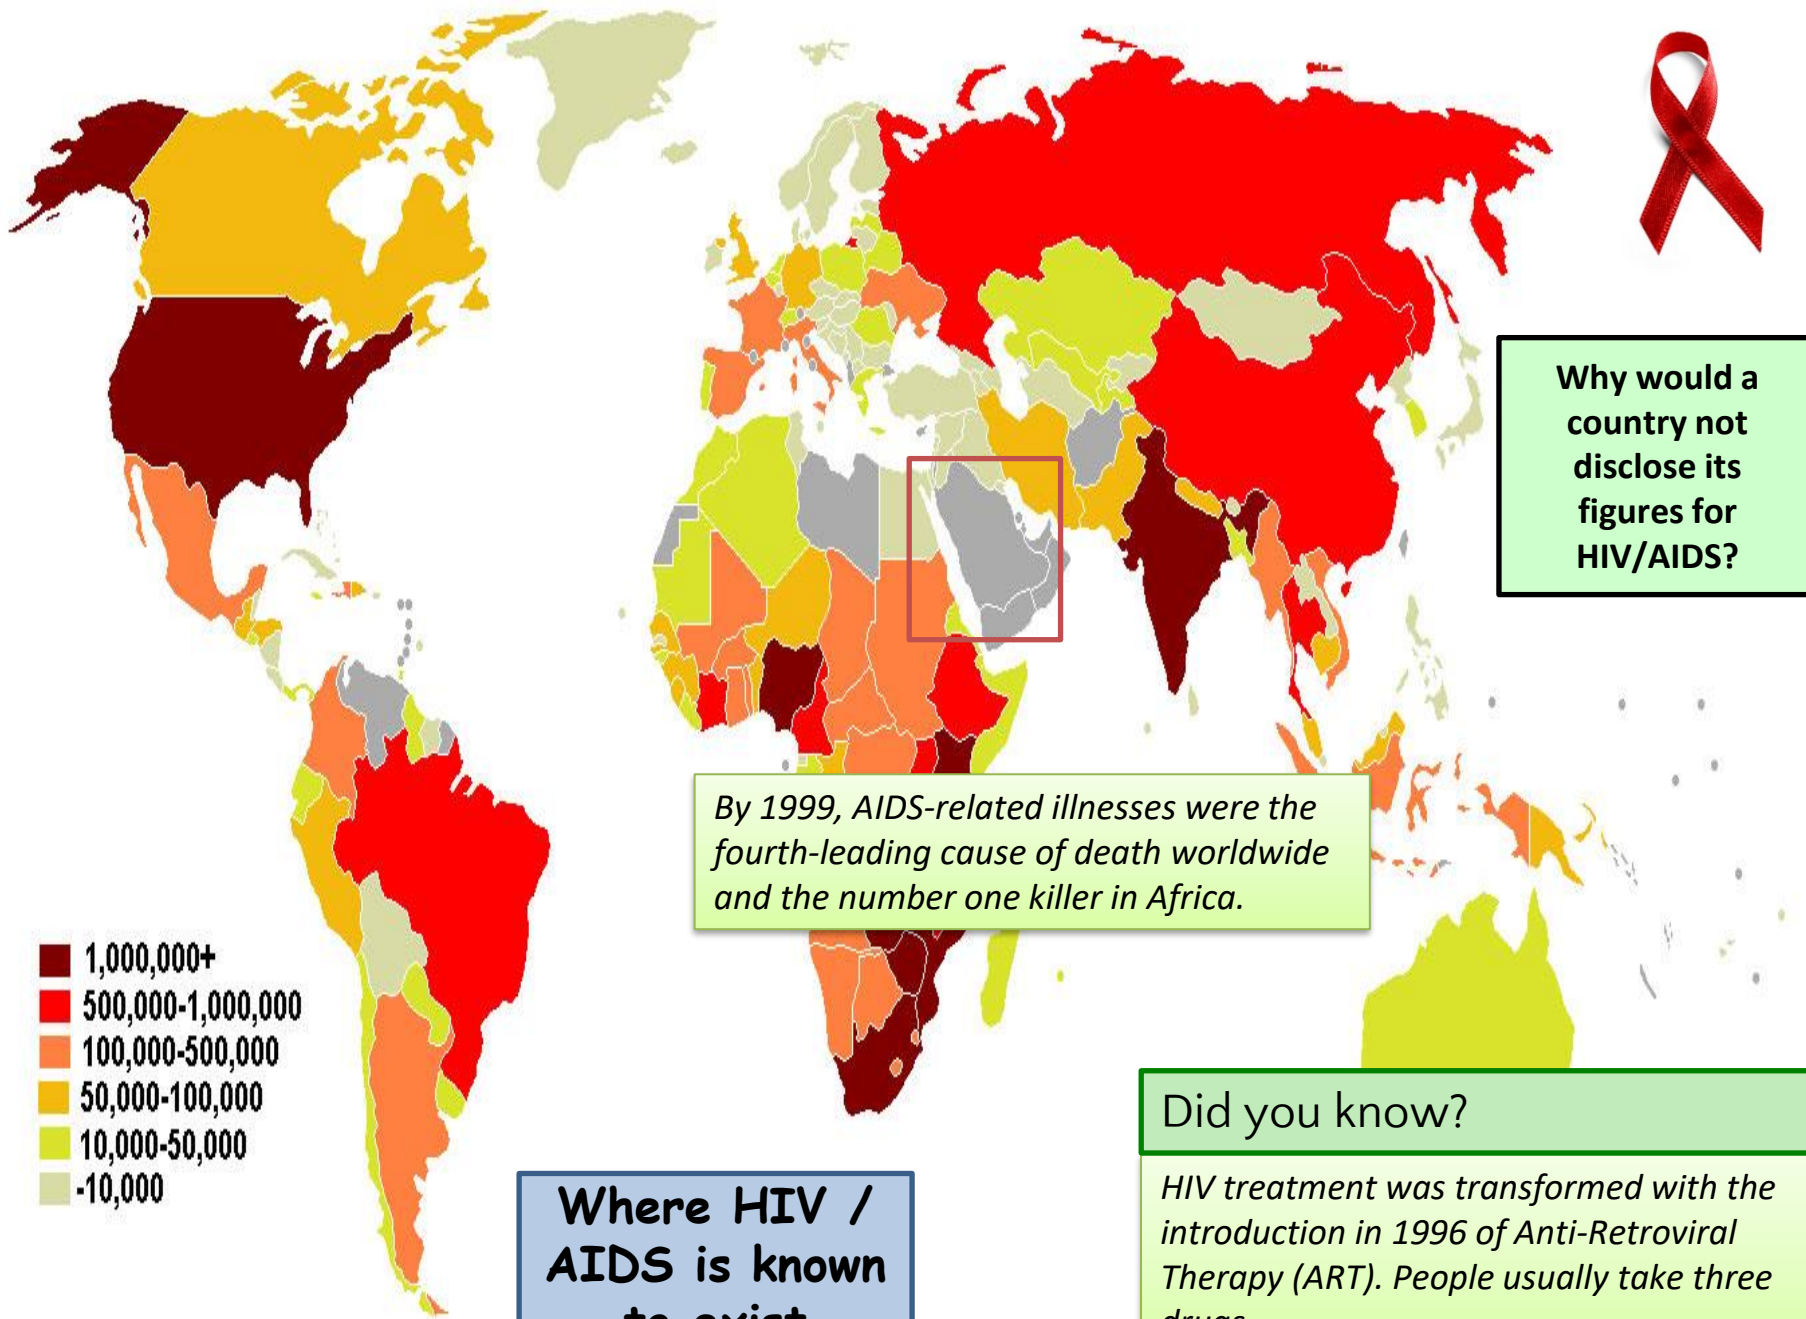 Why would a
country not
disclose its
figures for
HIV/AIDS?
By 1999, AIDS-related illnesses were the
fourth-leading cause of death worldwide
and the number one killer in Africa.
1,000,000+
500,000-1,000,000
100,000-500,000
50,000-100,000
10,000-50,000
-10,000
Where HIV /
AIDS is known
to exist
Did you know?
HIV treatment was transformed with the
introduction in 1996 of Anti-Retroviral
Therapy (ART). People usually take three
drugs